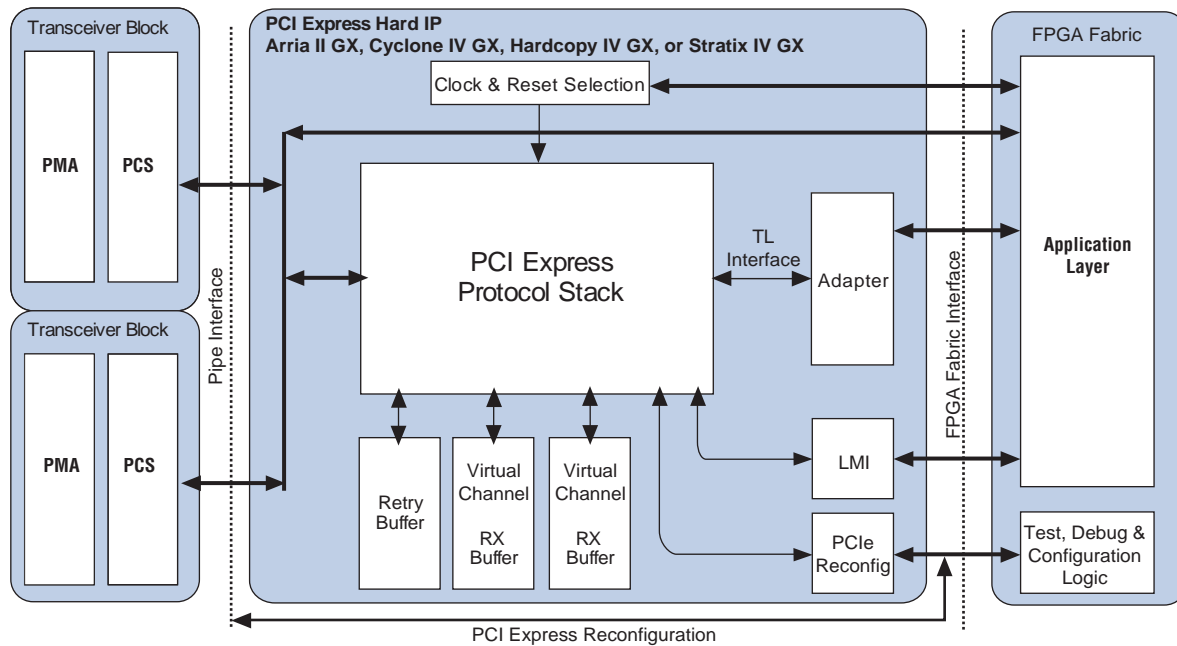 Transceiver Block
PMA
PCS
Transceiver Block
PMA
PCS
Pipe Interface
PCI Express Hard IP
Arria II GX, Cyclone IV GX, Hardcopy IV GX, or Stratix IV GX
Clock & Reset Selection
PCI Express
Protocol Stack
TL
Interface
Adapter
Retry
Buffer
Virtual
Channel
RX
Buffer
Virtual
Channel
RX
Buffer
LMI
PCIe
Reconfig
PCI Express Reconfiguration
FPGA Fabric Interface
FPGA Fabric
Application
Layer
Test, Debug &
Configuration
Logic